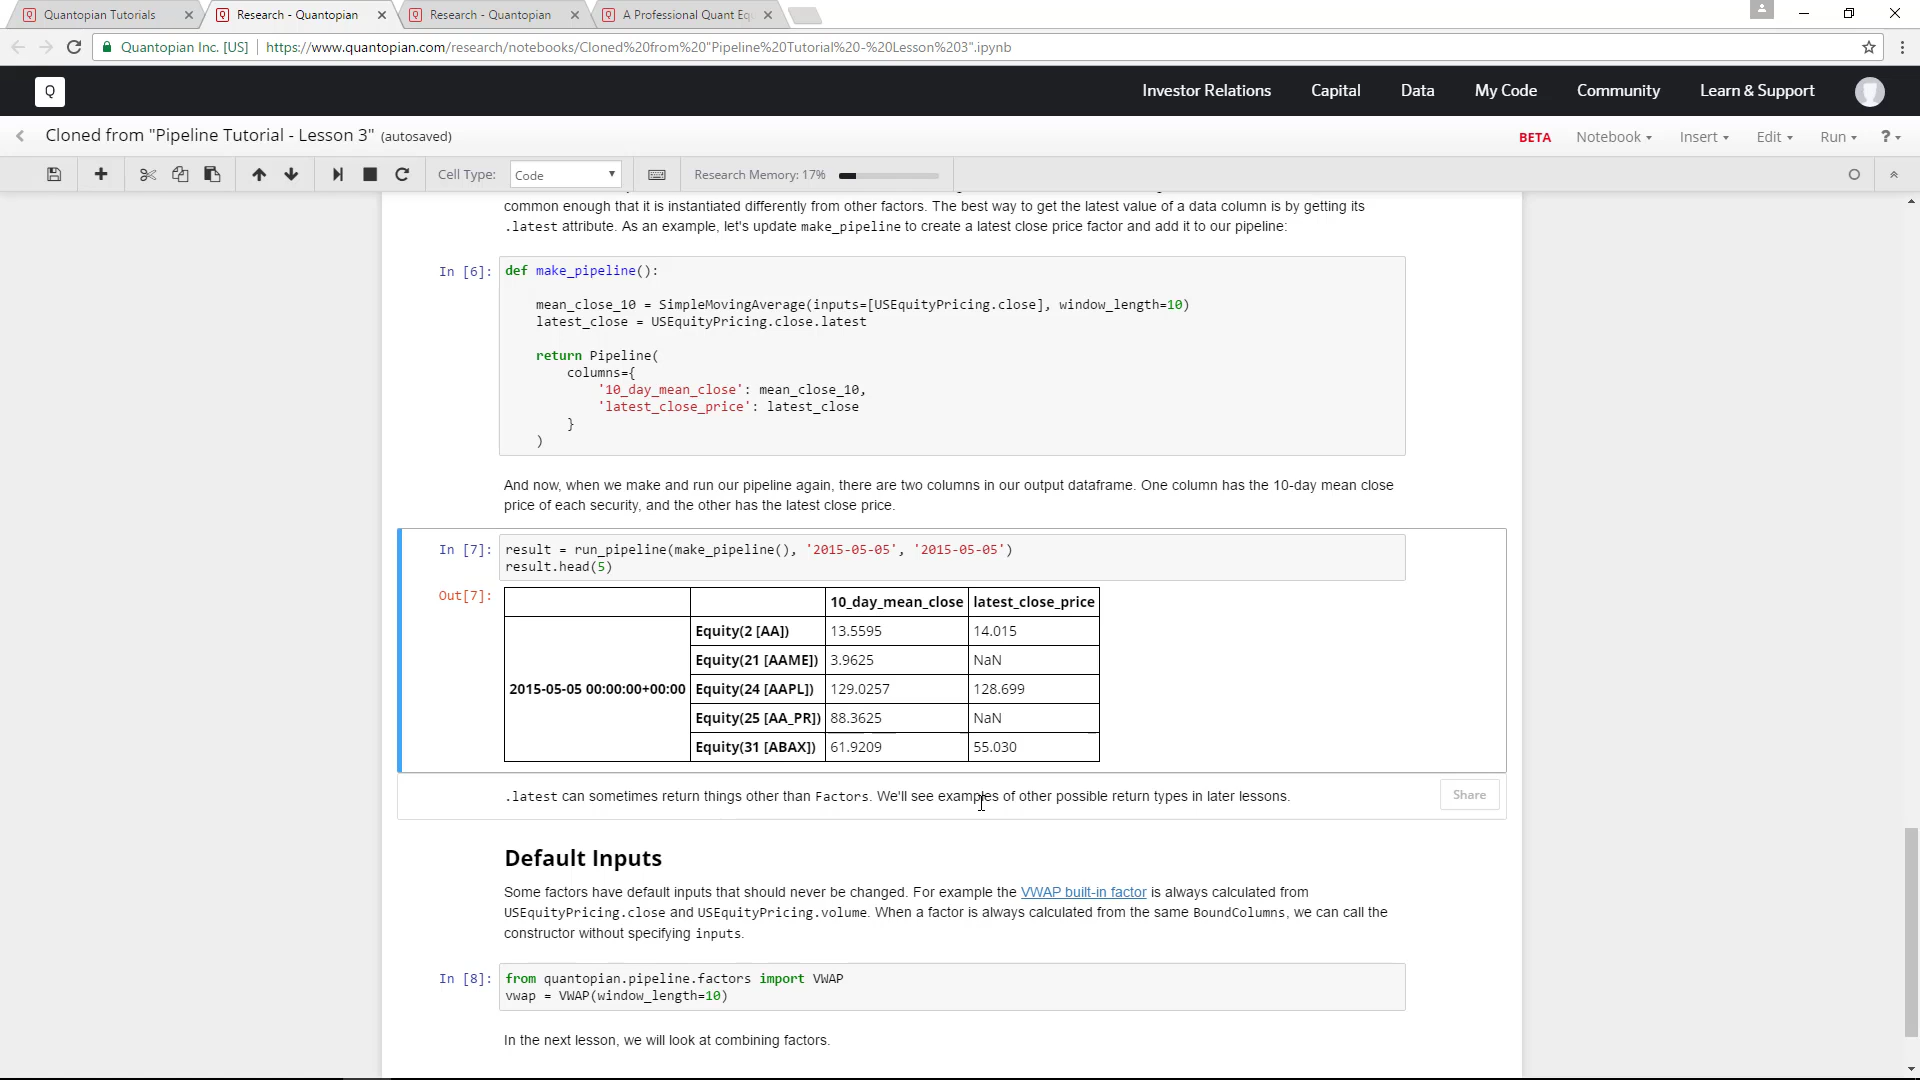 Quantopian Tutorials
Research - Quantopian
Research - Quantopian
A Professional Quant Equ
Quantopian Inc. [US]
https://www.quantopian.com/research/notebooks/Cloned%20from%20"Pipeline%20Tutorial%20-%20Lesson%203".ipynb
Q
Investor Relations
Capital
Data
My Code
Community
Learn & Support
Cloned from "Pipeline Tutorial - Lesson 3" (autosaved)
BETA
Notebook
Insert
Edit
Run
?
Cell Type:
Code
Research Memory: 17%
common enough that it is instantiated differently from other factors. The best way to get the latest value of a data column is by getting its
.latest attribute. As an example, let's update make_pipeline to create a latest close price factor and add it to our pipeline:
In [6]:
def make_pipeline():
mean_close_10 = SimpleMovingAverage(inputs=[USEquityPricing.close], window_length=10)
latest_close = USEquityPricing.close.latest
return Pipeline(
columns={
'10_day_mean_close': mean_close_10,
'latest_close_price': latest_close
}
)
And now, when we make and run our pipeline again, there are two columns in our output dataframe. One column has the 10-day mean close
price of each security, and the other has the latest close price.
In [7]:
result = run_pipeline(make_pipeline(), '2015-05-05', '2015-05-05')
result.head(5)
Out[7]:
10_day_mean_close latest_close_price
Equity(2 [AA]) 13.5595 14.015
Equity(21 [AAME]) 3.9625 NaN
2015-05-05 00:00:00+00:00 Equity(24 [AAPL]) 129.0257 128.699
Equity(25 [AA_PR]) 88.3625 NaN
Equity(31 [ABAX]) 61.9209 55.030
.latest can sometimes return things other than Factors. We'll see examples of other possible return types in later lessons.
Share
Default Inputs
Some factors have default inputs that should never be changed. For example the VWAP built-in factor is always calculated from
USEquityPricing.close and USEquityPricing.volume. When a factor is always calculated from the same BoundColumns, we can call the
constructor without specifying inputs.
In [8]:
from quantopian.pipeline.factors import VWAP
vwap = VWAP(window_length=10)
In the next lesson, we will look at combining factors.